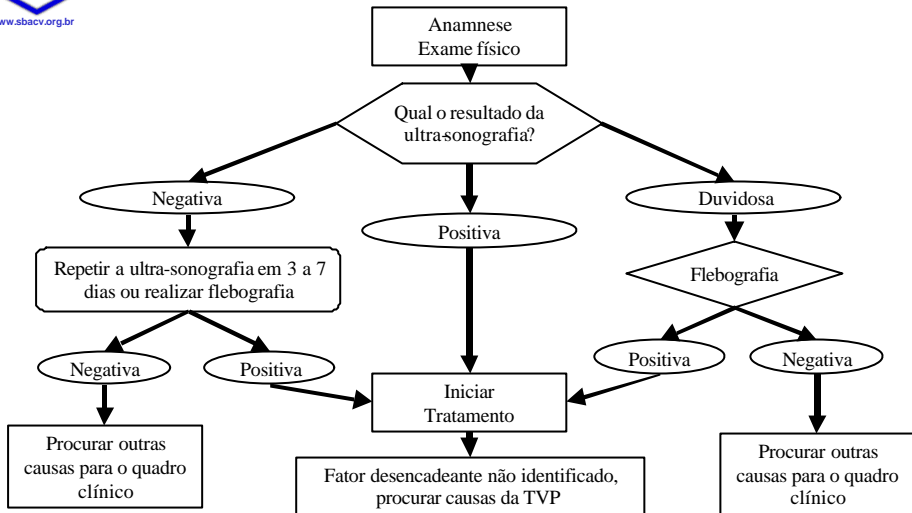 www.sbacv.org.br
Anamnese
Exame físico
Qual o resultado da
ultra-sonografia?
Negativa
Positiva
Duvidosa
Repetir a ultra-sonografia em 3 a 7
dias ou realizar flebografia
Flebografia
Negativa
Positiva
Positiva
Negativa
Iniciar
Tratamento
Procurar outras
causas para o quadro
clínico
Fator desencadeante não identificado,
procurar causas da TVP
Procurar outras
causas para o quadro
clínico